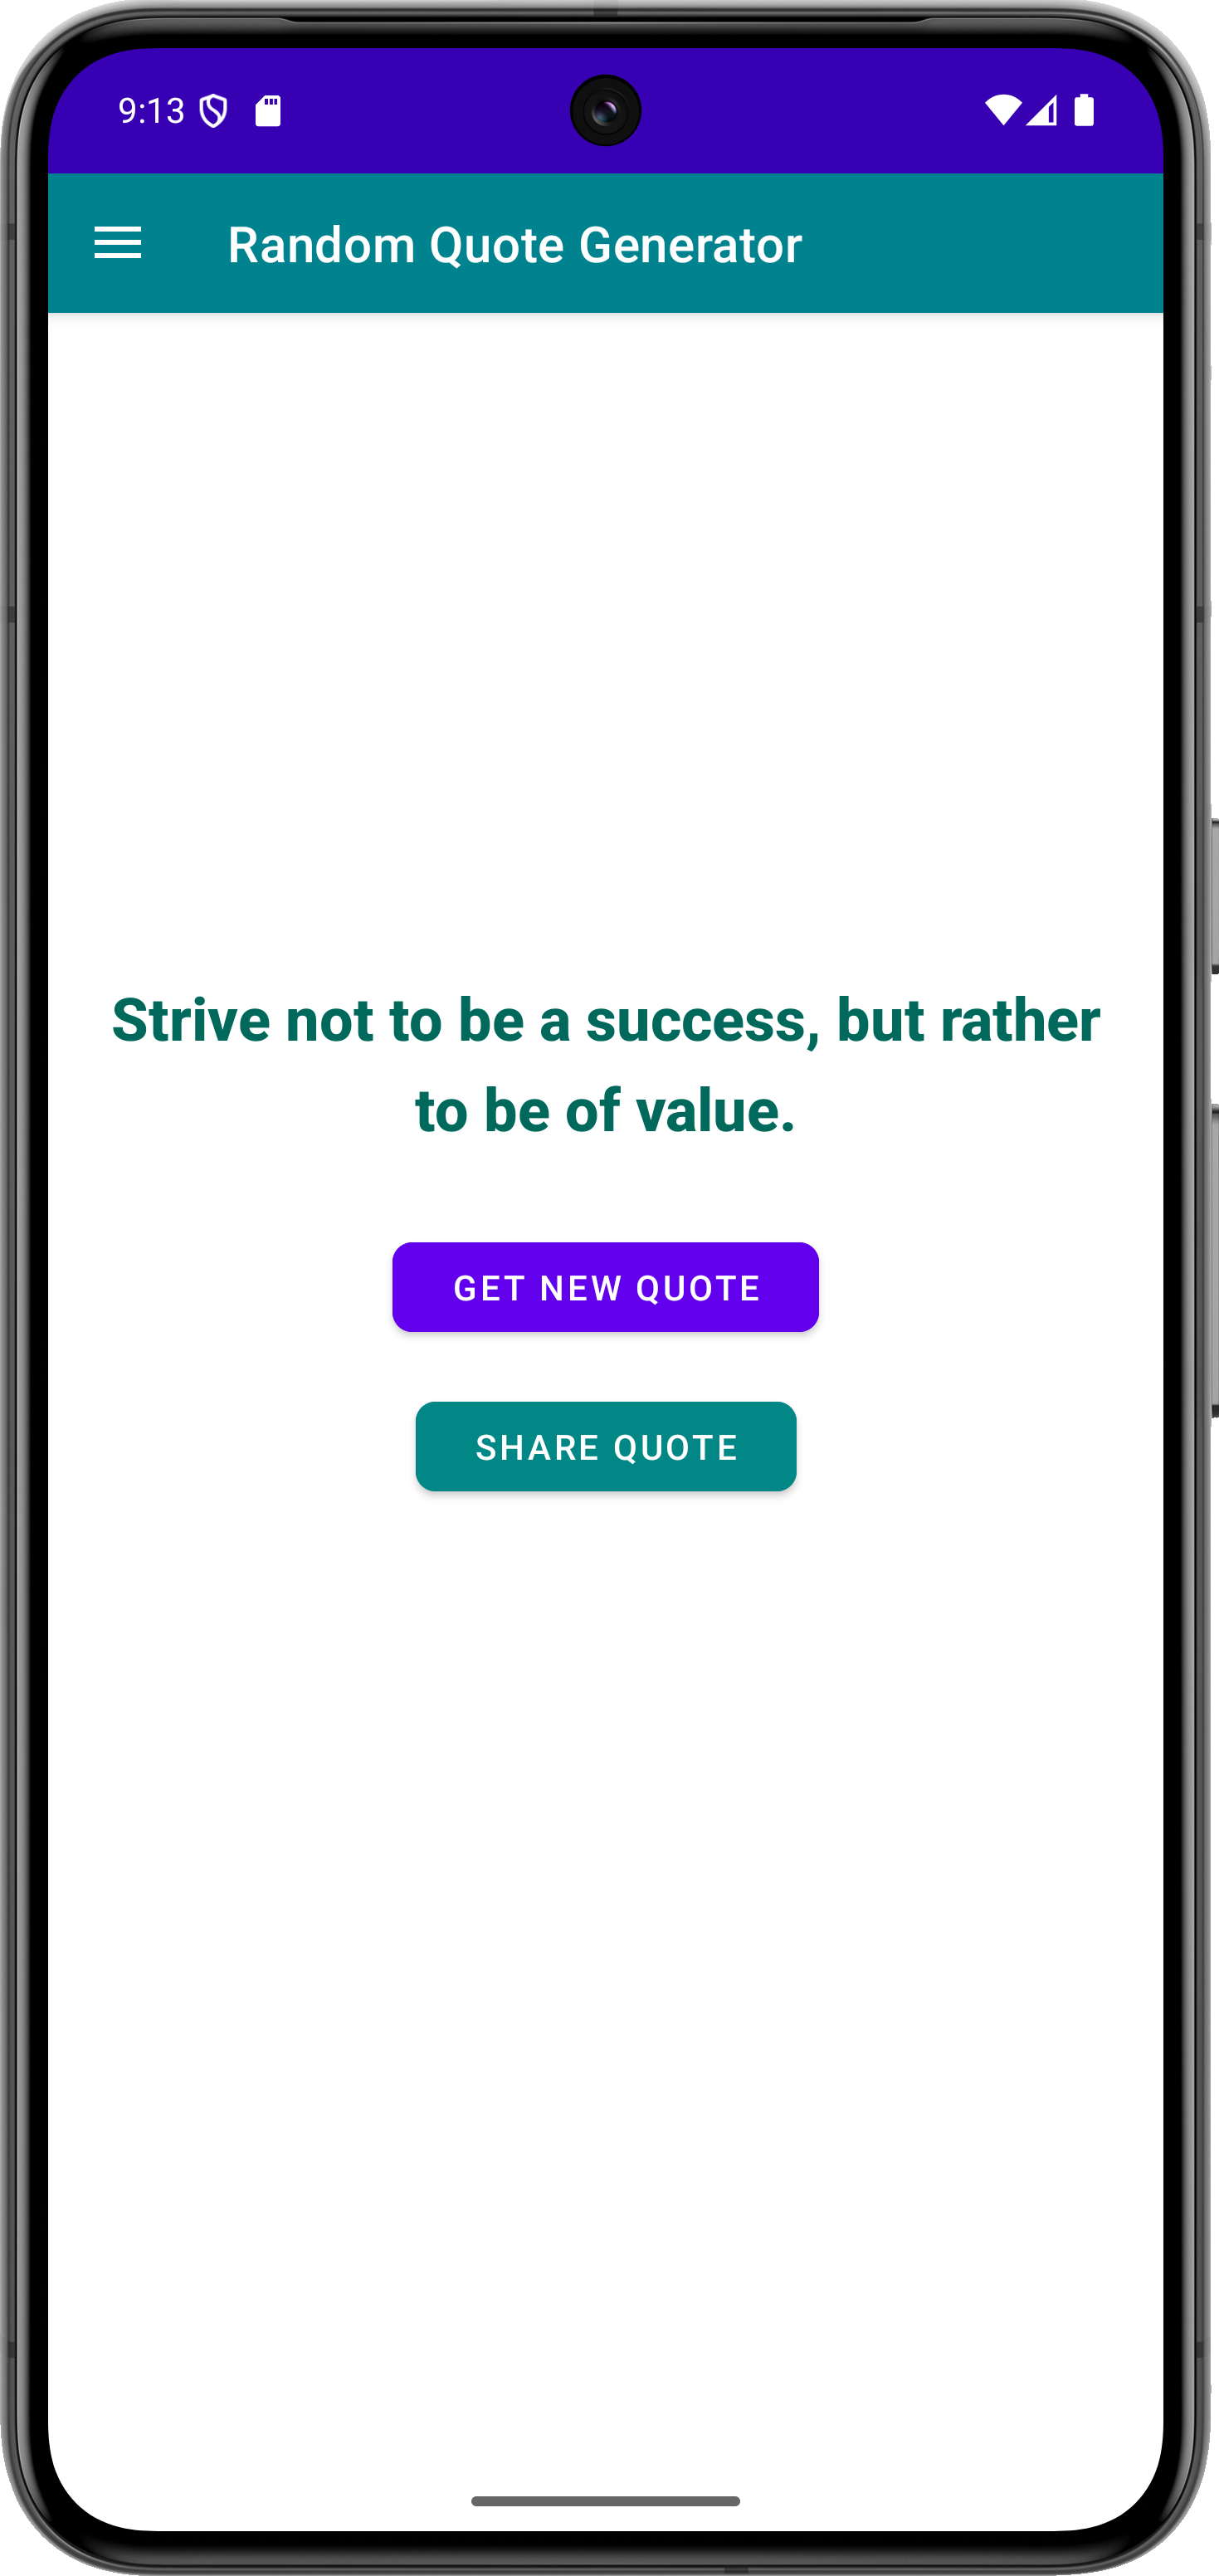 9:13
Random Quote Generator
Strive not to be a success, but rather
to be of value.
GET NEW QUOTE
SHARE QUOTE